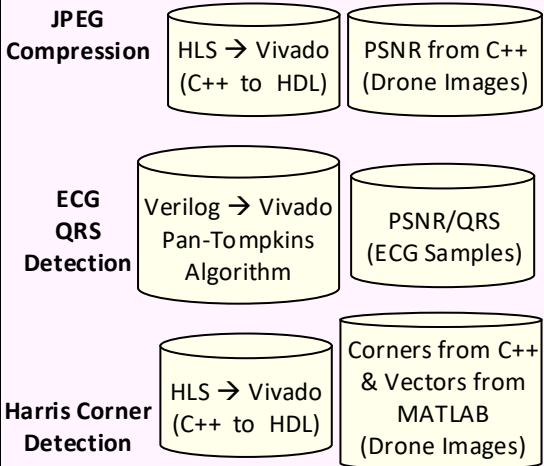 JPEG
Compression
HLS → Vivado
(C++ to HDL)
PSNR from C++
(Drone Images)
ECG
QRS
Detection
Verilog → Vivado
Pan-Tompkins
Algorithm
PSNR/QRS
(ECG Samples)
Harris Corner
Detection
HLS → Vivado
(C++ to HDL)
Corners from C++
& Vectors from
MATLAB
(Drone Images)